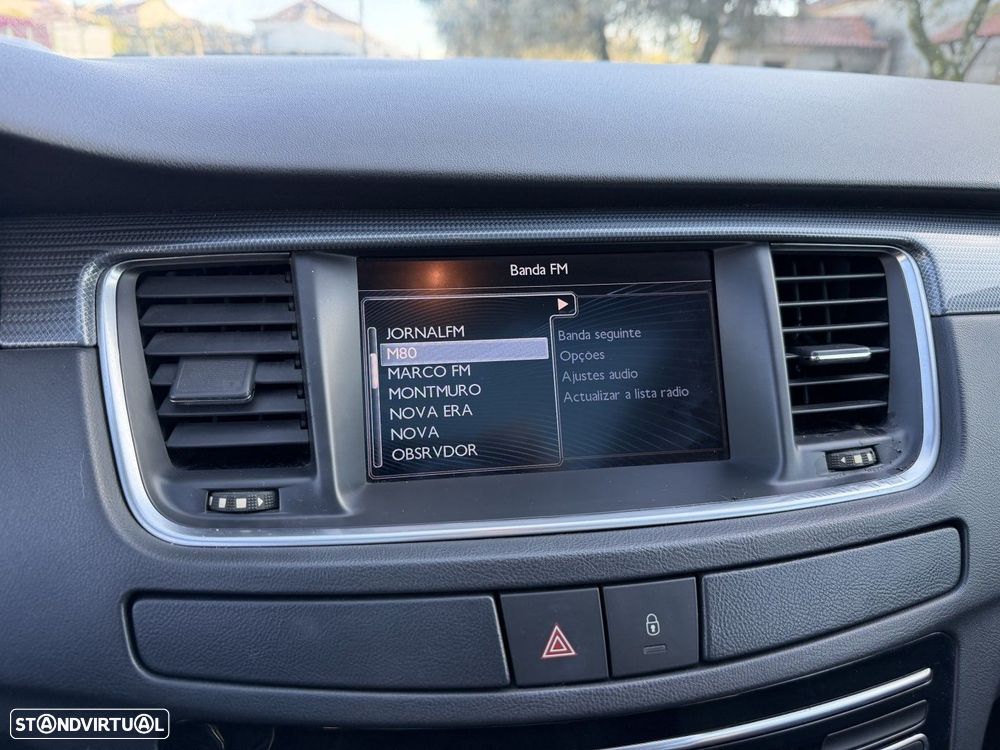 Banda FM
JORNALFM
M80
MARCO FM
MONTMURO
NOVA ERA
NOVA
OBSRVDOR
Banda seguinte
Opções
Ajustes audio
Actualizar a lista radio
STANDVIRTUAL